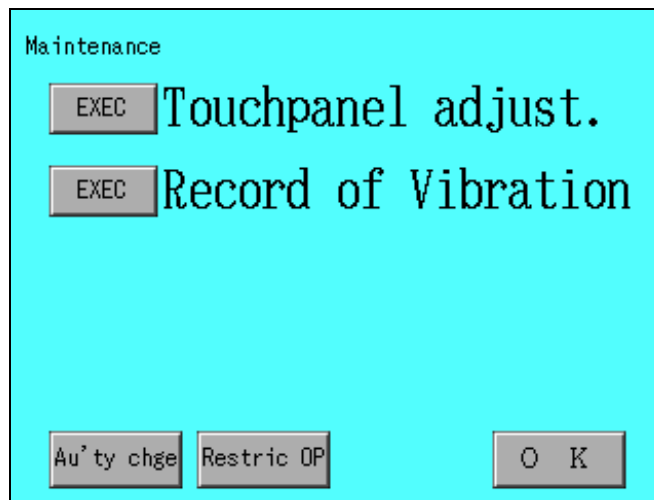 Maintenance
EXEC Touchpanel adjust.
EXEC Record of Vibration
Au'ty chge Restric OP O K